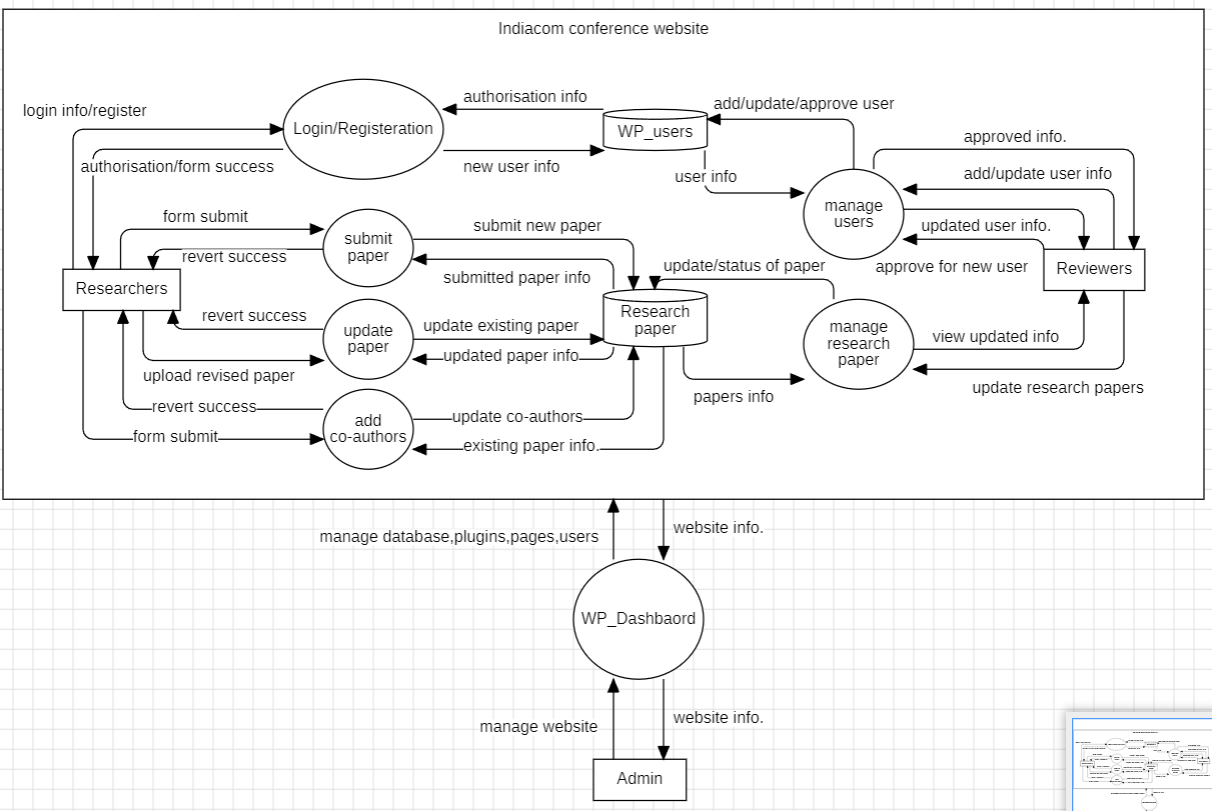 Indiacom conference website
login info/register
Login/Registeration
authorisation info
WP_users
add/update/approve user
approved info.
authorisation/form success
new user info
user info
add/update user info
manage
users
form submit
submit
paper
submit new paper
updated user info.
revert success
submitted paper info
update/status of paper
approve for new user
Reviewers
Researchers
Research
paper
revert success
update
paper
update existing paper
manage
research
paper
view updated info
updated paper info
upload revised paper
papers info
update research papers
revert success
add
co-authors
update co-authors
form submit
existing paper info.
manage database,plugins,pages,users
website info.
WP_Dashbaord
manage website
website info.
Admin